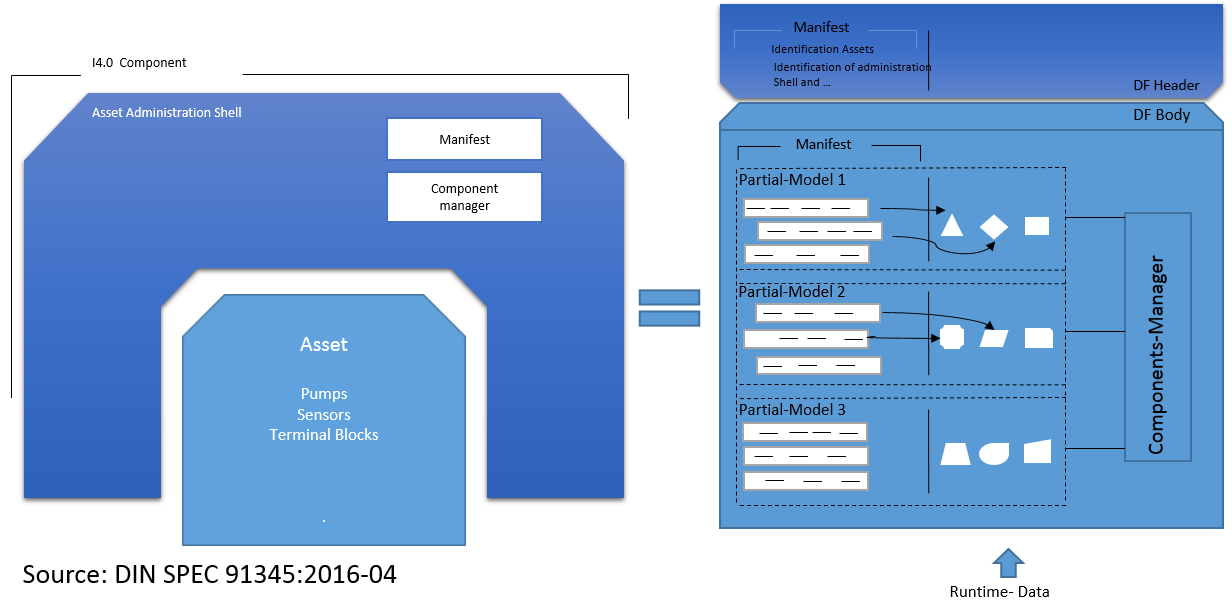 I4.0 Component
Asset Administration Shell
Manifest
Component
manager
Asset
Pumps
Sensors
Terminal Blocks
.
Source: DIN SPEC 91345:2016-04
Manifest
Identification Assets
Identification of administration
Shell and ...
DF Header
DF Body
Manifest
Partial-Model 1
Partial-Model 2
Partial-Model 3
Components-Manager
Runtime- Data